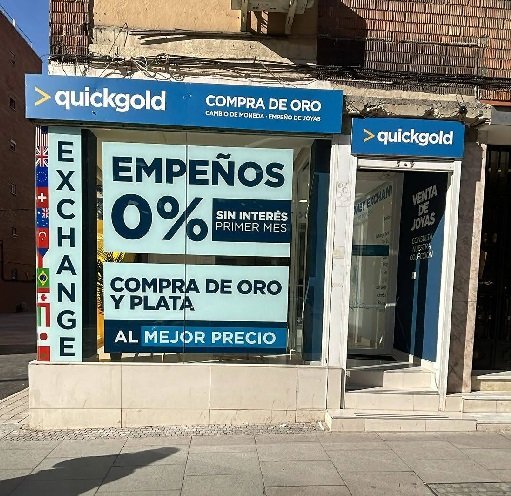 >quickgold
COMPRA DE ORO
CAMBIO DE MONEDA - EMPEÑO DE JOYAS
>quickgold
EXCHANGE
EMPEÑOS
0%
SIN INTERÉS
PRIMER MES
COMPRA DE ORO
Y PLATA
AL MEJOR PRECIO
VENTA
DE
JOYAS